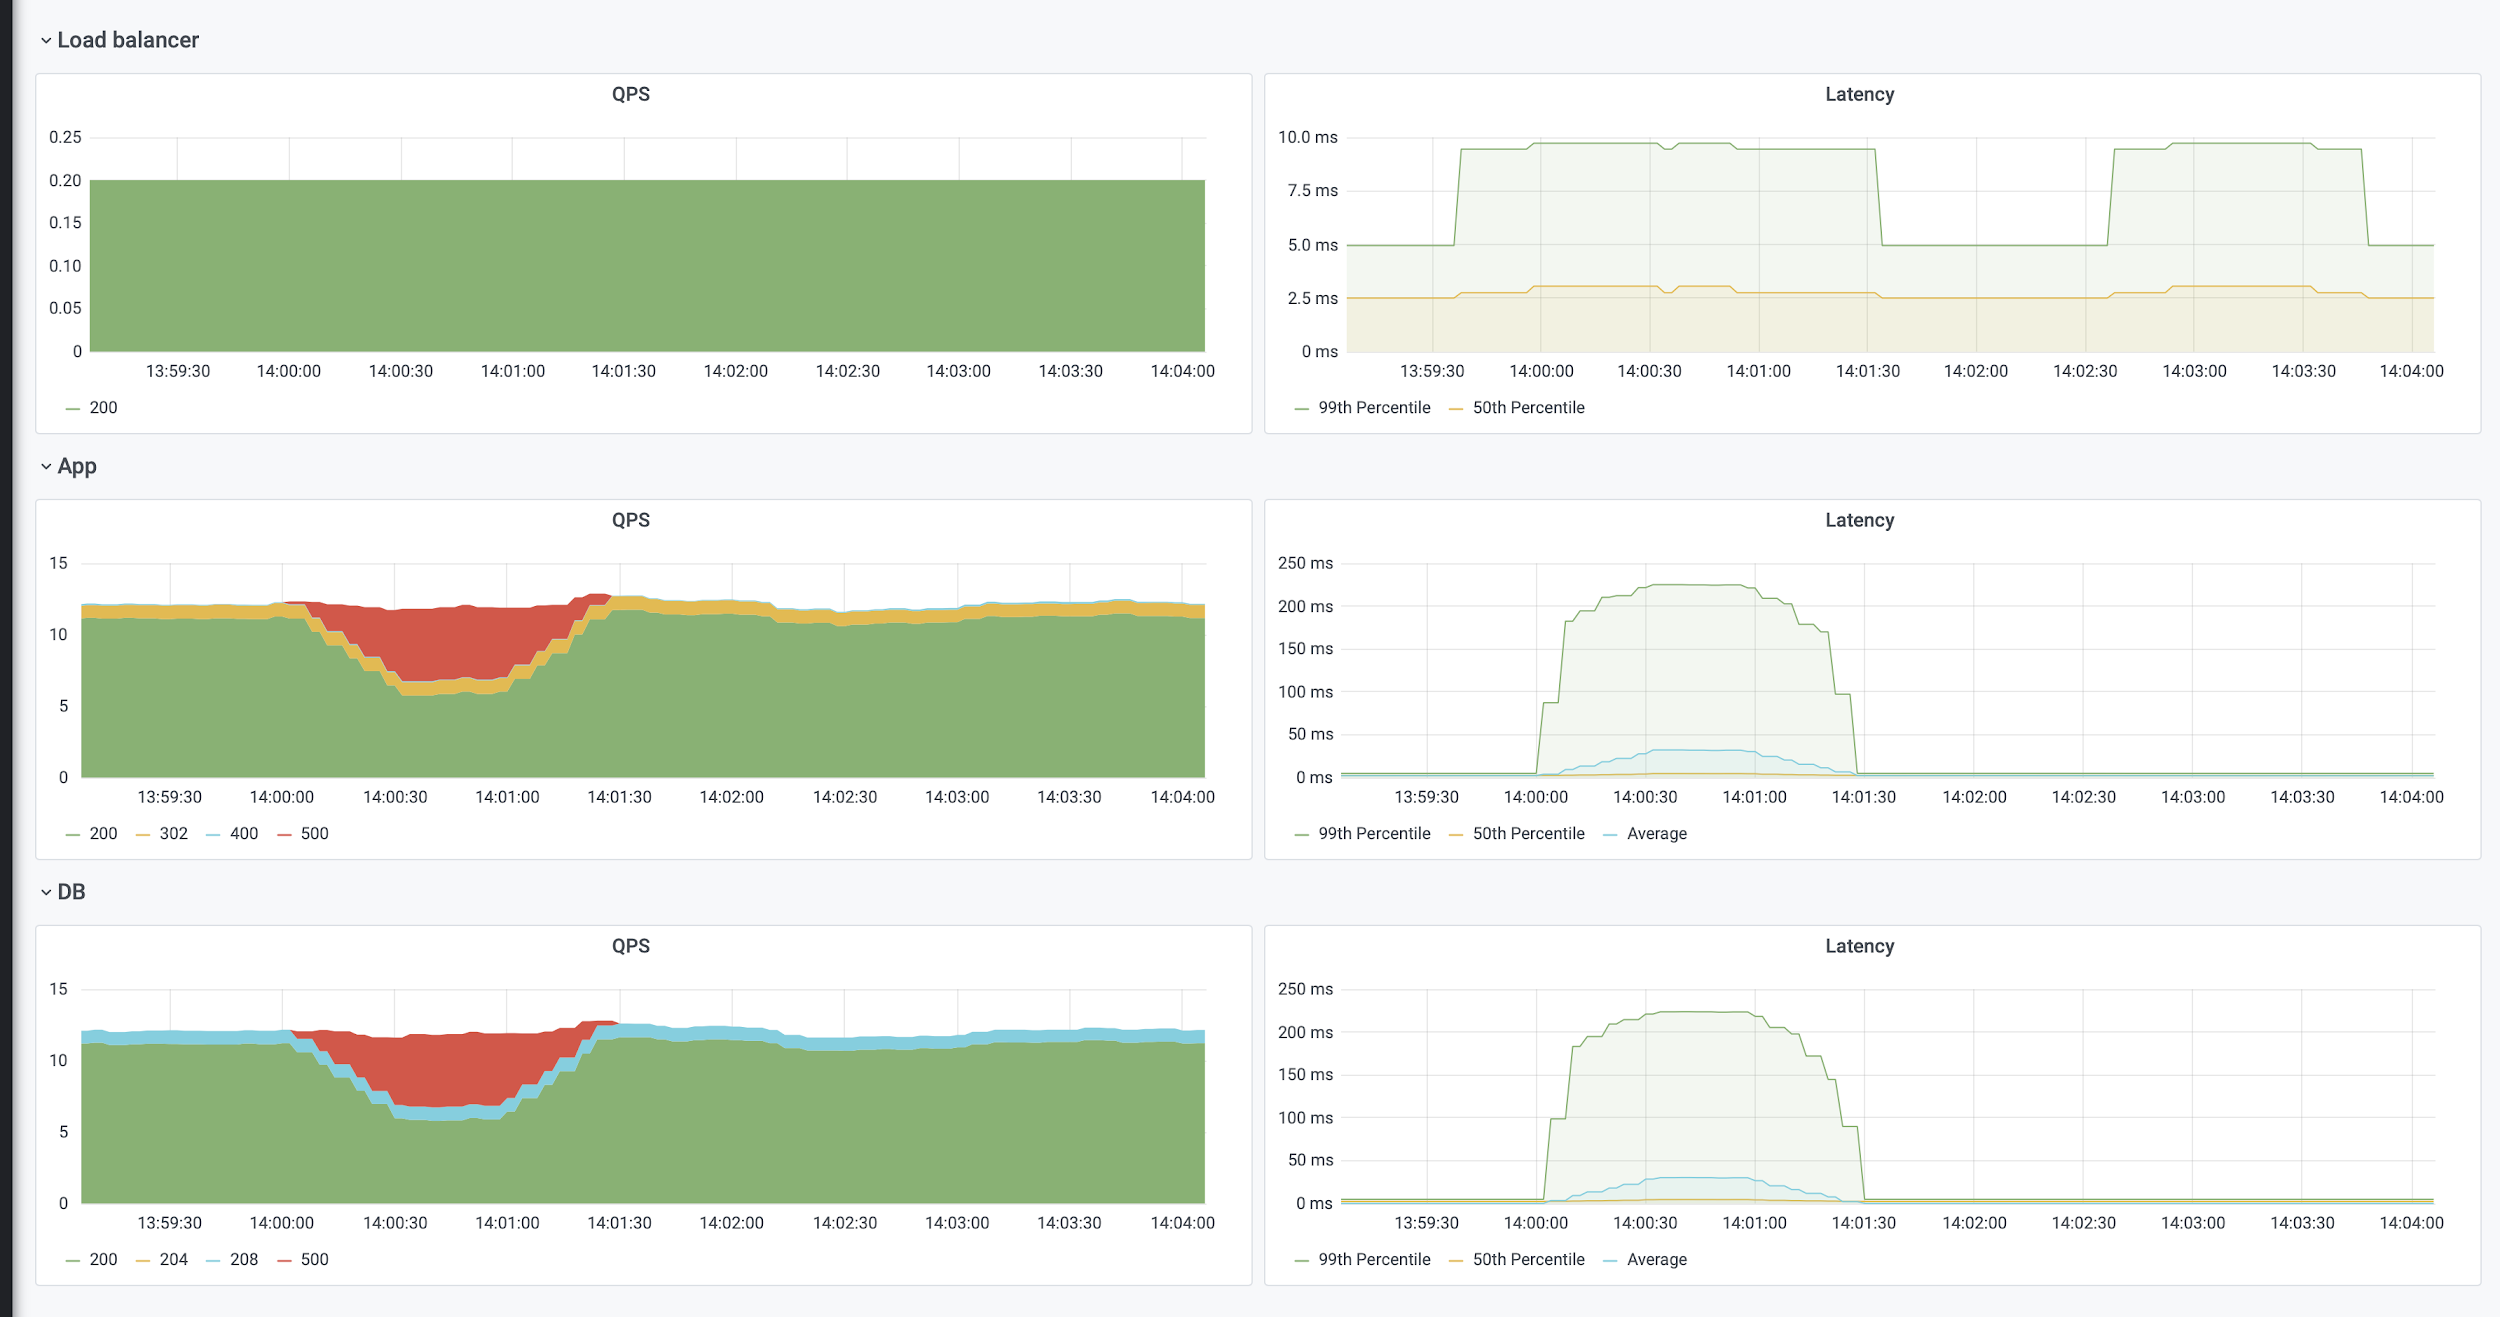 Load balancer
QPS
0.25
0.20
0.15
0.10
0.05
0
13:59:30 14:00:00 14:00:30 14:01:00 14:01:30 14:02:00 14:02:30 14:03:00 14:03:30 14:04:00
200
Latency
10.0 ms
7.5 ms
5.0 ms
2.5 ms
0 ms
13:59:30 14:00:00 14:00:30 14:01:00 14:01:30 14:02:00 14:02:30 14:03:00 14:03:30 14:04:00
99th Percentile 50th Percentile
App
QPS
15
10
5
0
13:59:30 14:00:00 14:00:30 14:01:00 14:01:30 14:02:00 14:02:30 14:03:00 14:03:30 14:04:00
200 302 400 500
Latency
250 ms
200 ms
150 ms
100 ms
50 ms
0 ms
13:59:30 14:00:00 14:00:30 14:01:00 14:01:30 14:02:00 14:02:30 14:03:00 14:03:30 14:04:00
99th Percentile 50th Percentile Average
DB
QPS
15
10
5
0
13:59:30 14:00:00 14:00:30 14:01:00 14:01:30 14:02:00 14:02:30 14:03:00 14:03:30 14:04:00
200 204 208 500
Latency
250 ms
200 ms
150 ms
100 ms
50 ms
0 ms
13:59:30 14:00:00 14:00:30 14:01:00 14:01:30 14:02:00 14:02:30 14:03:00 14:03:30 14:04:00
99th Percentile 50th Percentile Average